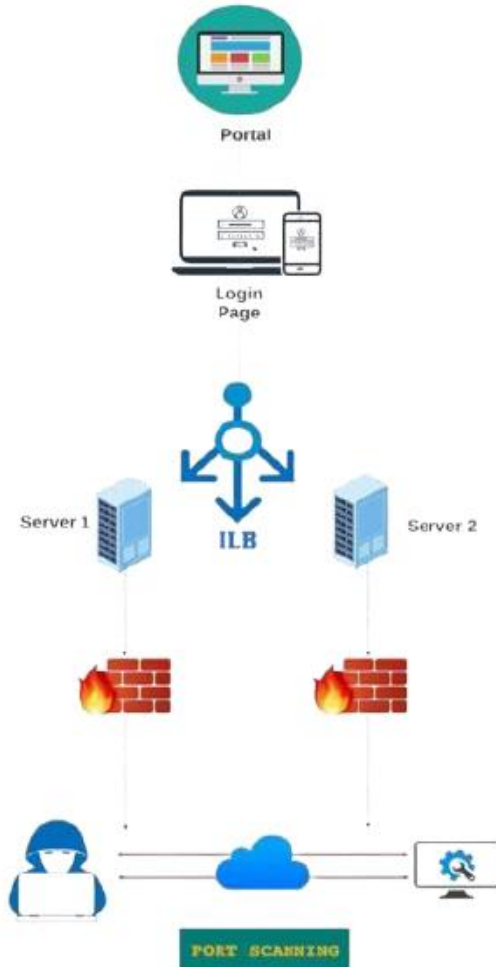 Portal
Login
Page
Server 1
Server 2
ILB
PORT SCANNING